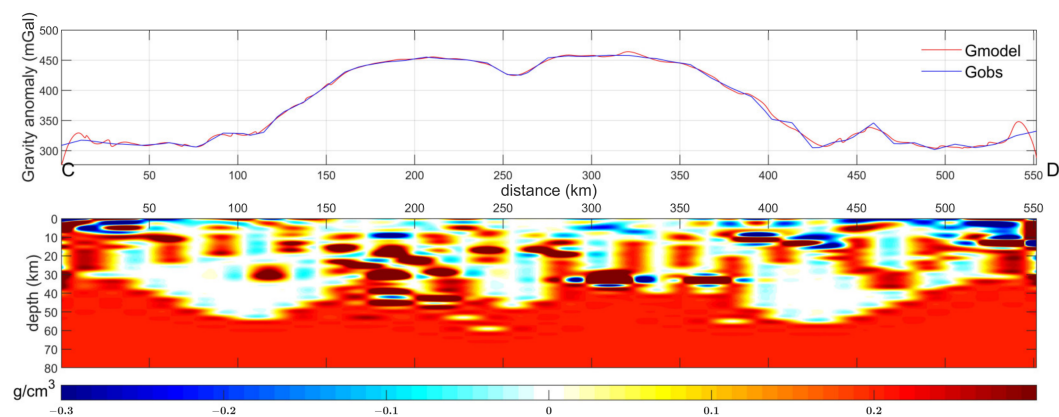 500
450
400
350
300
Gravity anomaly (mGal)
Gmodel
Gobs
C
D
50 100 150 200 250 300 350 400 450 500 550
distance (km)
50 100 150 200 250 300 350 400 450 500 550
0
10
20
30
40
50
60
70
80
depth (km)
g/cm³
−0.3 −0.2 −0.1 0 0.1 0.2